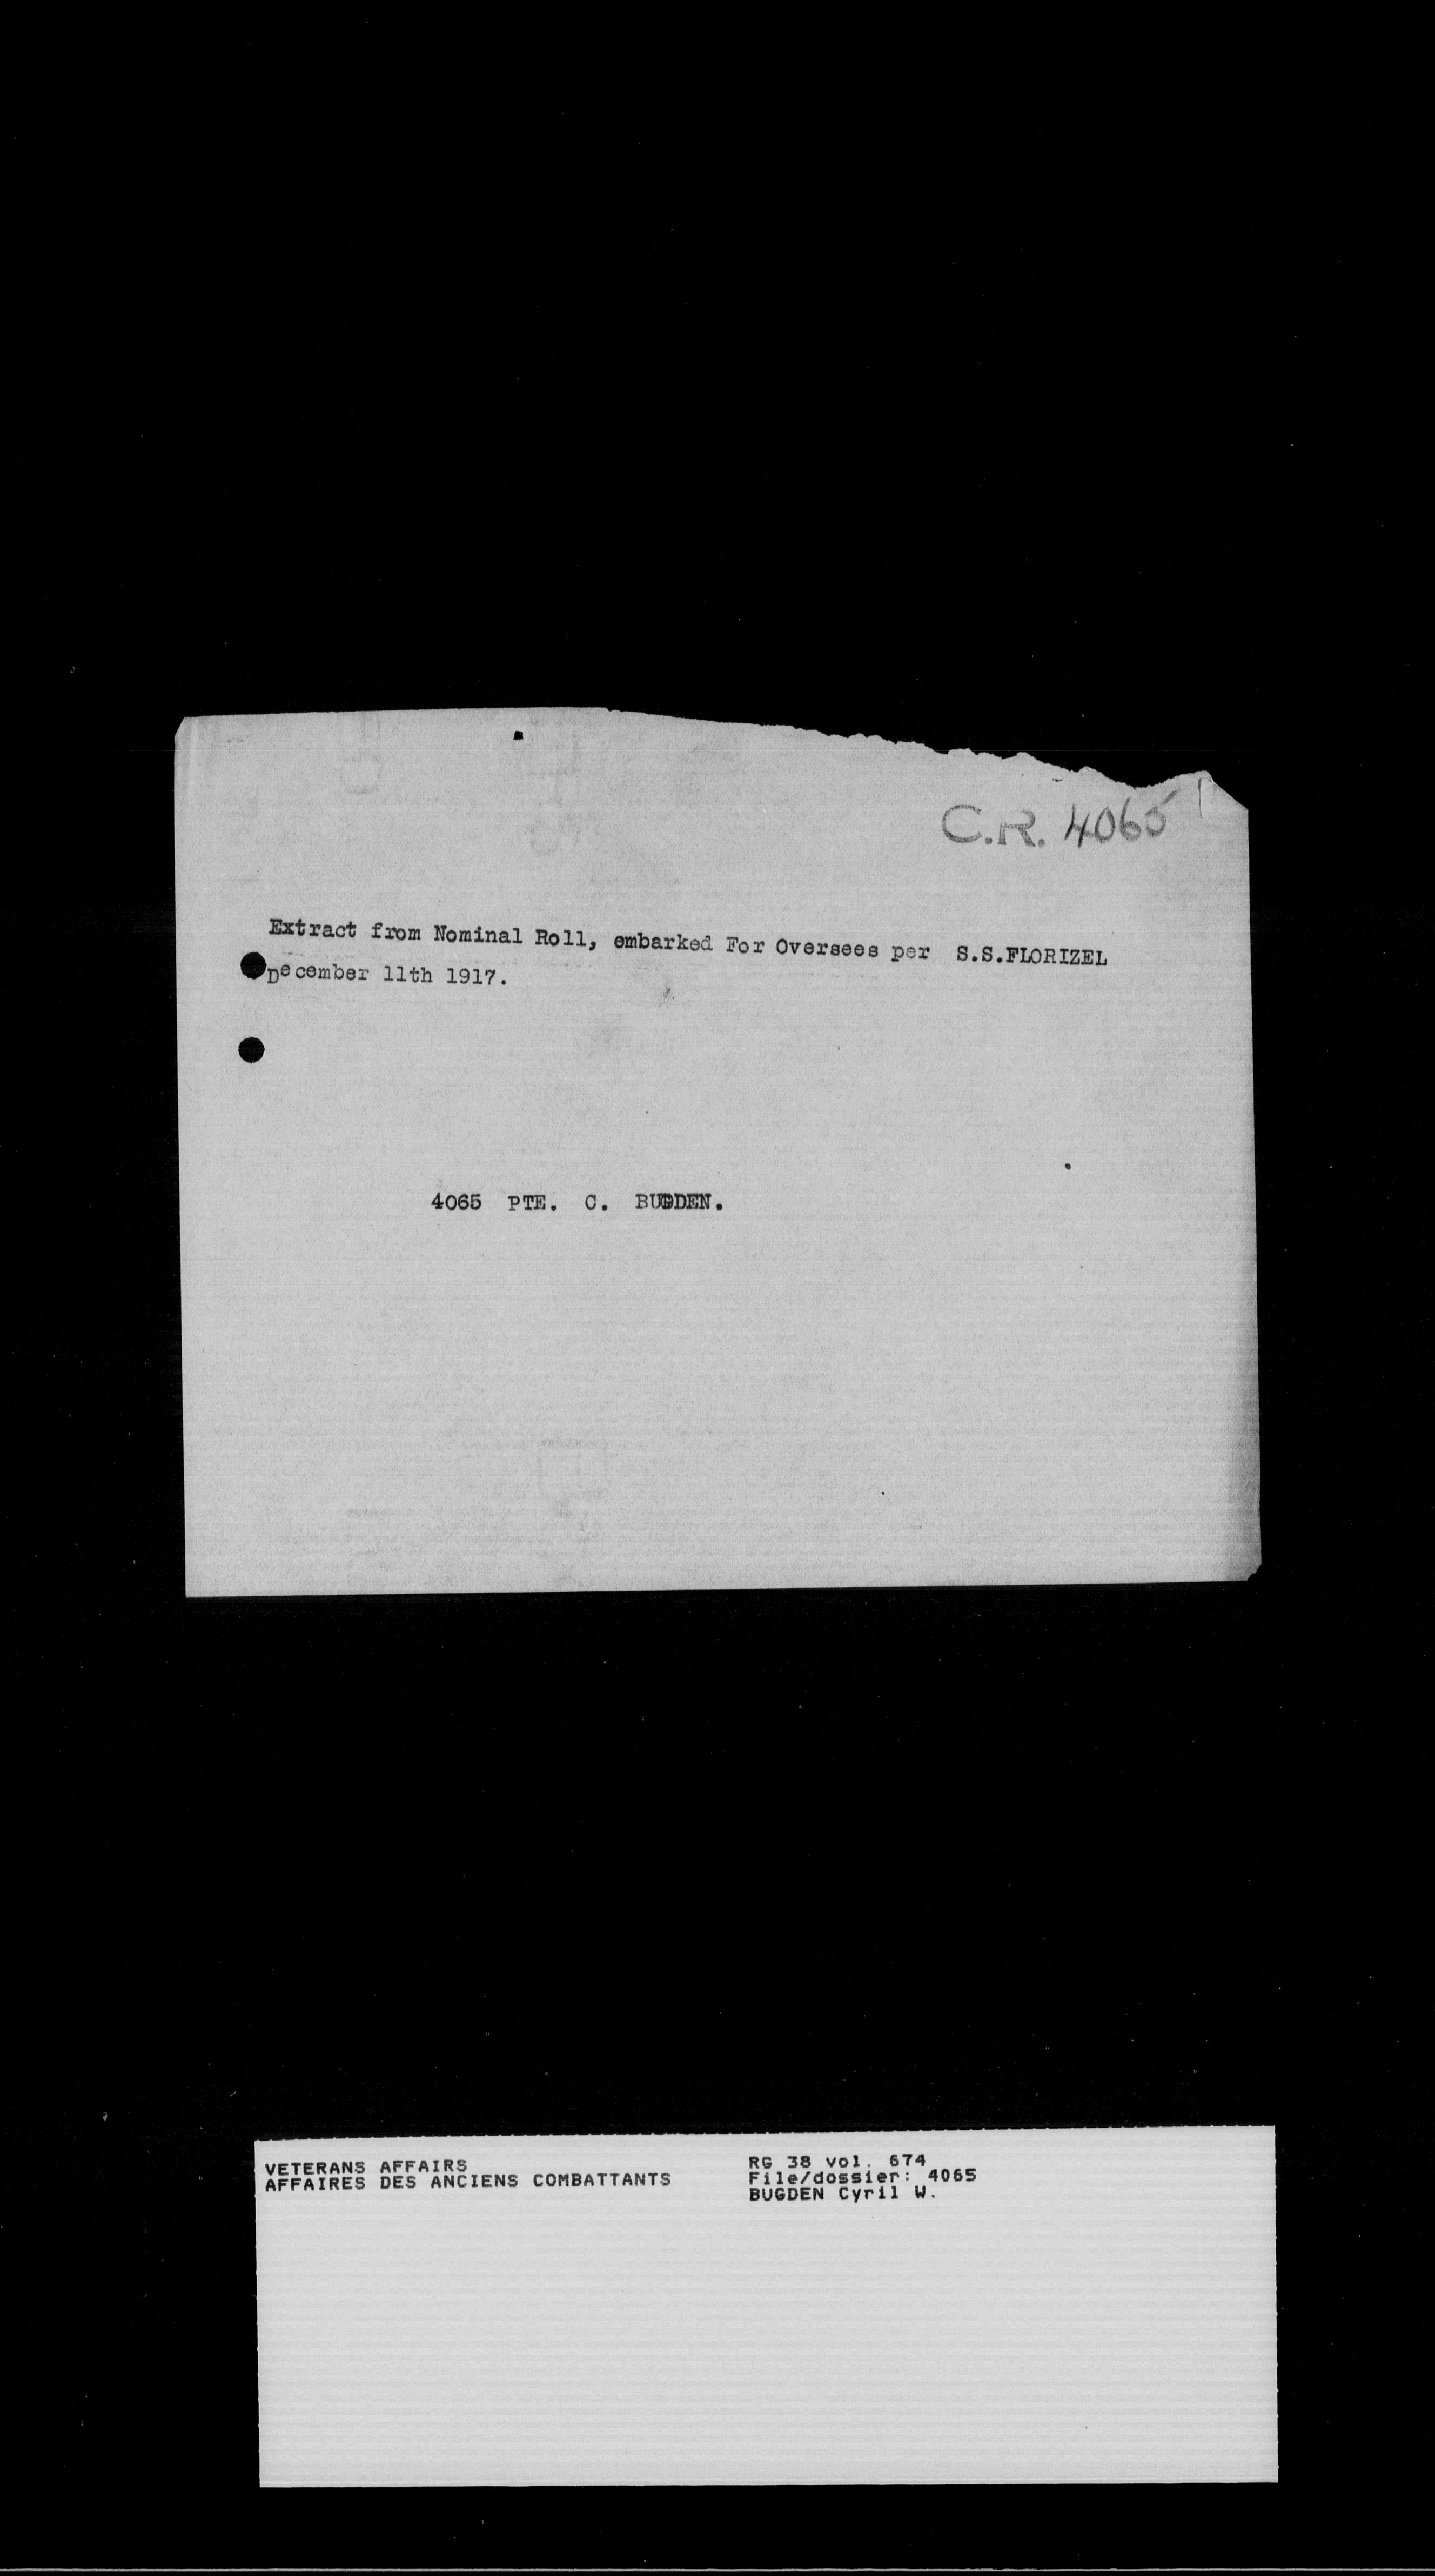 C.R. 4065
Extract from Nominal Roll, embarked For Oversees per S.S.FLORIZEL
December 11th 1917.
4065 PTE. C. BUGDEN.
VETERANS AFFAIRS
AFFAIRES DES ANCIENS COMBATTANTS
RG 38 vol. 674
File/dossier: 4065
BUGDEN Cyril W.